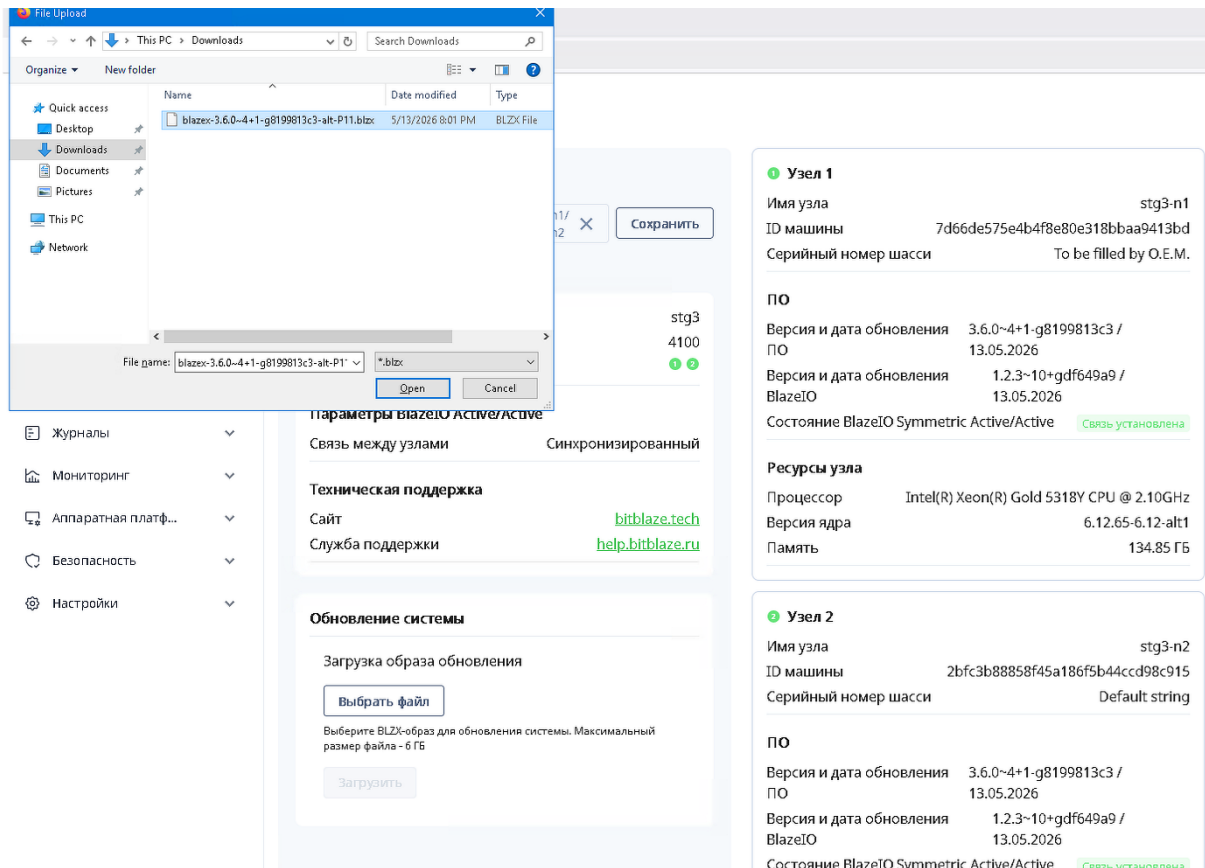 File Upload
This PC > Downloads
Search Downloads
Organize
New folder
Name
Date modified
Type
Quick access
Desktop
Downloads
Documents
Pictures
This PC
Network
blazex-3.6.0~4+1-g8199813c3-alt-P11.blzx 5/13/2026 8:01 PM BLZX File
File name: blazex-3.6.0~4+1-g8199813c3-alt-P1
*.blzx
Open
Cancel
Журналы
Мониторинг
Аппаратная платф...
Безопасность
Настройки
n1/
n2
Сохранить
stg3
4100
1 2
Параметры BlazeIO Active/Active
Связь между узлами Синхронизированный
Техническая поддержка
Сайт bitblaze.tech
Служба поддержки help.bitblaze.ru
Обновление системы
Загрузка образа обновления
Выбрать файл
Выберите BLZX-образ для обновления системы. Максимальный
размер файла - 6 ГБ
Загрузить
1 Узел 1
Имя узла stg3-n1
ID машины 7d66de575e4b4f8e80e318bbaa9413bd
Серийный номер шасси To be filled by O.E.M.
ПО
Версия и дата обновления 3.6.0~4+1-g8199813c3 /
ПО 13.05.2026
Версия и дата обновления 1.2.3~10+gdf649a9 /
BlazeIO 13.05.2026
Состояние BlazeIO Symmetric Active/Active Связь установлена
Ресурсы узла
Процессор Intel(R) Xeon(R) Gold 5318Y CPU @ 2.10GHz
Версия ядра 6.12.65-6.12-alt1
Память 134.85 ГБ
2 Узел 2
Имя узла stg3-n2
ID машины 2bfc3b88858f45a186f5b44ccd98c915
Серийный номер шасси Default string
ПО
Версия и дата обновления 3.6.0~4+1-g8199813c3 /
ПО 13.05.2026
Версия и дата обновления 1.2.3~10+gdf649a9 /
BlazeIO 13.05.2026
Состояние BlazeIO Symmetric Active/Active Связь установлена